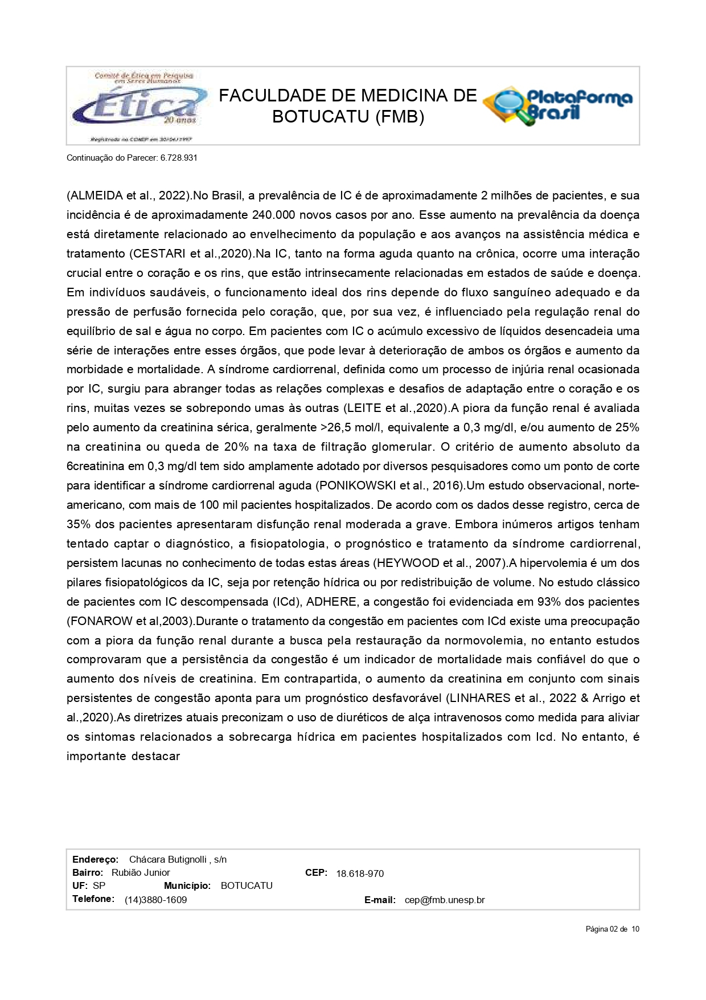 Comitê de Ética em Pesquisa
em Seres Humanos
Ética
20 anos
Registrado na CONEP em 30/04/1997
FACULDADE DE MEDICINA DE
BOTUCATU (FMB)
Plataforma
Brasil
Continuação do Parecer: 6.728.931
(ALMEIDA et al., 2022).No Brasil, a prevalência de IC é de aproximadamente 2 milhões de pacientes, e sua
incidência é de aproximadamente 240.000 novos casos por ano. Esse aumento na prevalência da doença
está diretamente relacionado ao envelhecimento da população e aos avanços na assistência médica e
tratamento (CESTARI et al.,2020).Na IC, tanto na forma aguda quanto na crônica, ocorre uma interação
crucial entre o coração e os rins, que estão intrinsecamente relacionadas em estados de saúde e doença.
Em indivíduos saudáveis, o funcionamento ideal dos rins depende do fluxo sanguíneo adequado e da
pressão de perfusão fornecida pelo coração, que, por sua vez, é influenciado pela regulação renal do
equilíbrio de sal e água no corpo. Em pacientes com IC o acúmulo excessivo de líquidos desencadeia uma
série de interações entre esses órgãos, que pode levar à deterioração de ambos os órgãos e aumento da
morbidade e mortalidade. A síndrome cardiorrenal, definida como um processo de injúria renal ocasionada
por IC, surgiu para abranger todas as relações complexas e desafios de adaptação entre o coração e os
rins, muitas vezes se sobrepondo umas às outras (LEITE et al.,2020).A piora da função renal é avaliada
pelo aumento da creatinina sérica, geralmente >26,5 mol/l, equivalente a 0,3 mg/dl, e/ou aumento de 25%
na creatinina ou queda de 20% na taxa de filtração glomerular. O critério de aumento absoluto da
6creatinina em 0,3 mg/dl tem sido amplamente adotado por diversos pesquisadores como um ponto de corte
para identificar a síndrome cardiorrenal aguda (PONIKOWSKI et al., 2016).Um estudo observacional, norte-
americano, com mais de 100 mil pacientes hospitalizados. De acordo com os dados desse registro, cerca de
35% dos pacientes apresentaram disfunção renal moderada a grave. Embora inúmeros artigos tenham
tentado captar o diagnóstico, a fisiopatologia, o prognóstico e tratamento da síndrome cardiorrenal,
persistem lacunas no conhecimento de todas estas áreas (HEYWOOD et al., 2007).A hipervolemia é um dos
pilares fisiopatológicos da IC, seja por retenção hídrica ou por redistribuição de volume. No estudo clássico
de pacientes com IC descompensada (ICd), ADHERE, a congestão foi evidenciada em 93% dos pacientes
(FONAROW et al,2003).Durante o tratamento da congestão em pacientes com ICd existe uma preocupação
com a piora da função renal durante a busca pela restauração da normovolemia, no entanto estudos
comprovaram que a persistência da congestão é um indicador de mortalidade mais confiável do que o
aumento dos níveis de creatinina. Em contrapartida, o aumento da creatinina em conjunto com sinais
persistentes de congestão aponta para um prognóstico desfavorável (LINHARES et al., 2022 & Arrigo et
al.,2020).As diretrizes atuais preconizam o uso de diuréticos de alça intravenosos como medida para aliviar
os sintomas relacionados a sobrecarga hídrica em pacientes hospitalizados com Icd. No entanto, é
importante destacar
Endereço: Chácara Butignolli , s/n
Bairro: Rubião Junior CEP: 18.618-970
UF: SP Município: BOTUCATU
Telefone: (14)3880-1609 E-mail: cep@fmb.unesp.br
Página 02 de 10